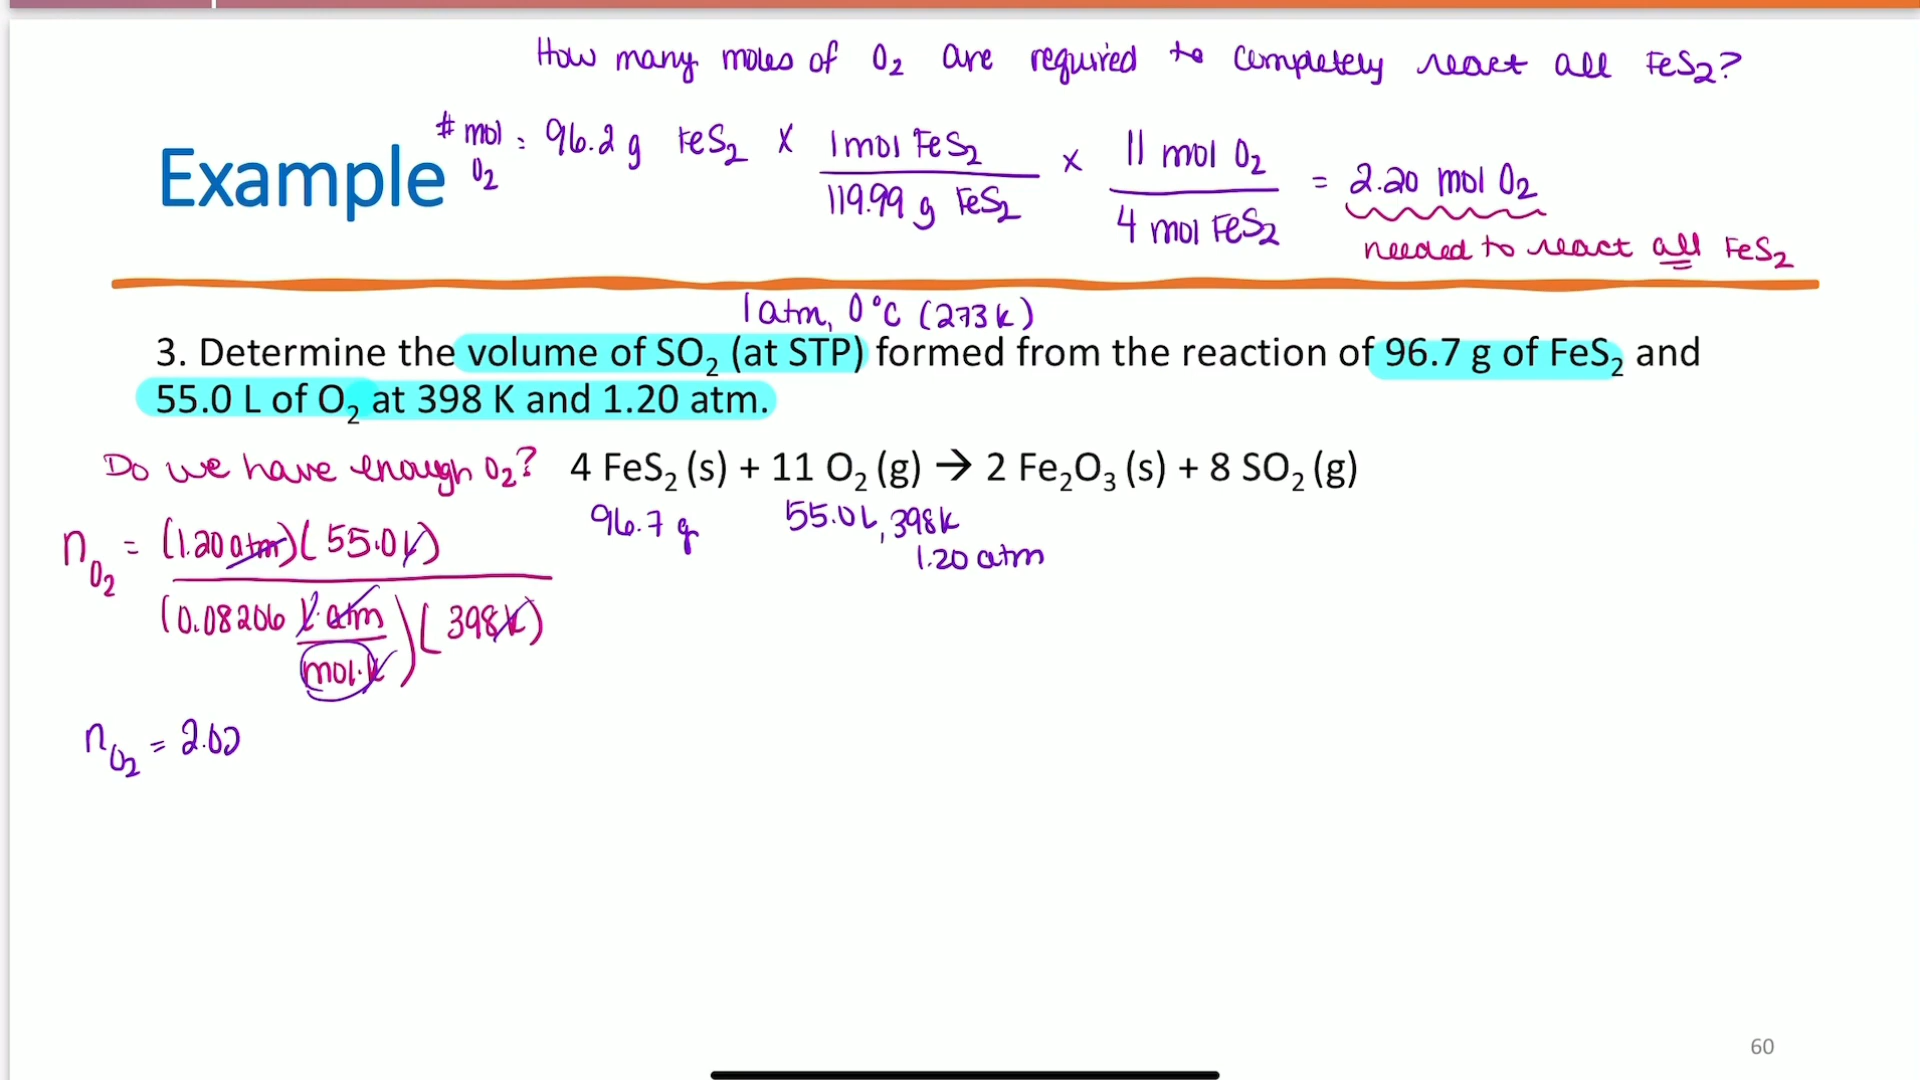 How many moles of O₂ are required to completely react all FeS₂?
# mol O₂ = 96.2 g FeS₂ x 1 mol FeS₂ / 119.99 g FeS₂ x 11 mol O₂ / 4 mol FeS₂ = 2.20 mol O₂
Example
needed to react all FeS₂
1 atm, 0°C (273 K)
3. Determine the volume of SO₂ (at STP) formed from the reaction of 96.7 g of FeS₂ and
55.0 L of O₂ at 398 K and 1.20 atm.
Do we have enough O₂? 4 FeS₂ (s) + 11 O₂ (g) → 2 Fe₂O₃ (s) + 8 SO₂ (g)
96.7 g 55.0 L, 398 K
1.20 atm
n O₂ = (1.20 atm)(55.0 L) / (0.08206 L·atm / mol·K)(398 K)
n O₂ = 2.02
60